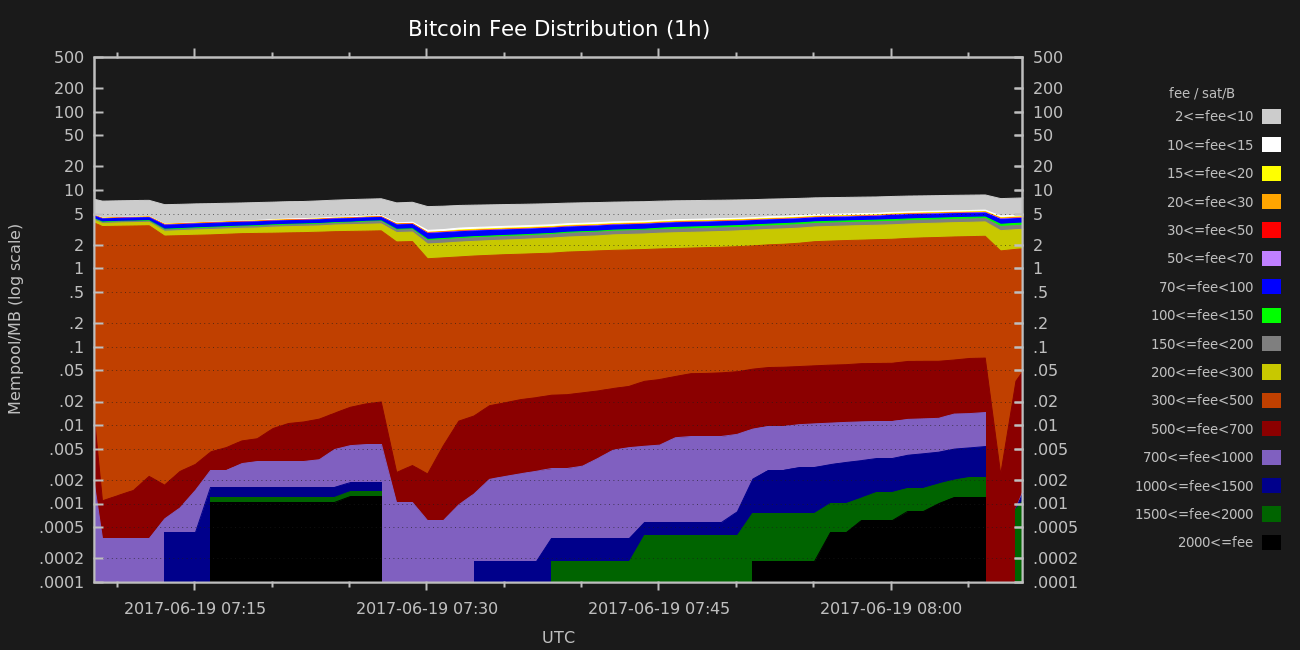 Bitcoin Fee Distribution (1h)
Mempool/MB (log scale)
500
200
100
50
20
10
5
2
1
.5
.2
.1
.05
.02
.01
.005
.002
.001
.0005
.0002
.0001
500
200
100
50
20
10
5
2
1
.5
.2
.1
.05
.02
.01
.005
.002
.001
.0005
.0002
.0001
2017-06-19 07:15 2017-06-19 07:30 2017-06-19 07:45 2017-06-19 08:00
UTC
fee / sat/B
2<=fee<10
10<=fee<15
15<=fee<20
20<=fee<30
30<=fee<50
50<=fee<70
70<=fee<100
100<=fee<150
150<=fee<200
200<=fee<300
300<=fee<500
500<=fee<700
700<=fee<1000
1000<=fee<1500
1500<=fee<2000
2000<=fee